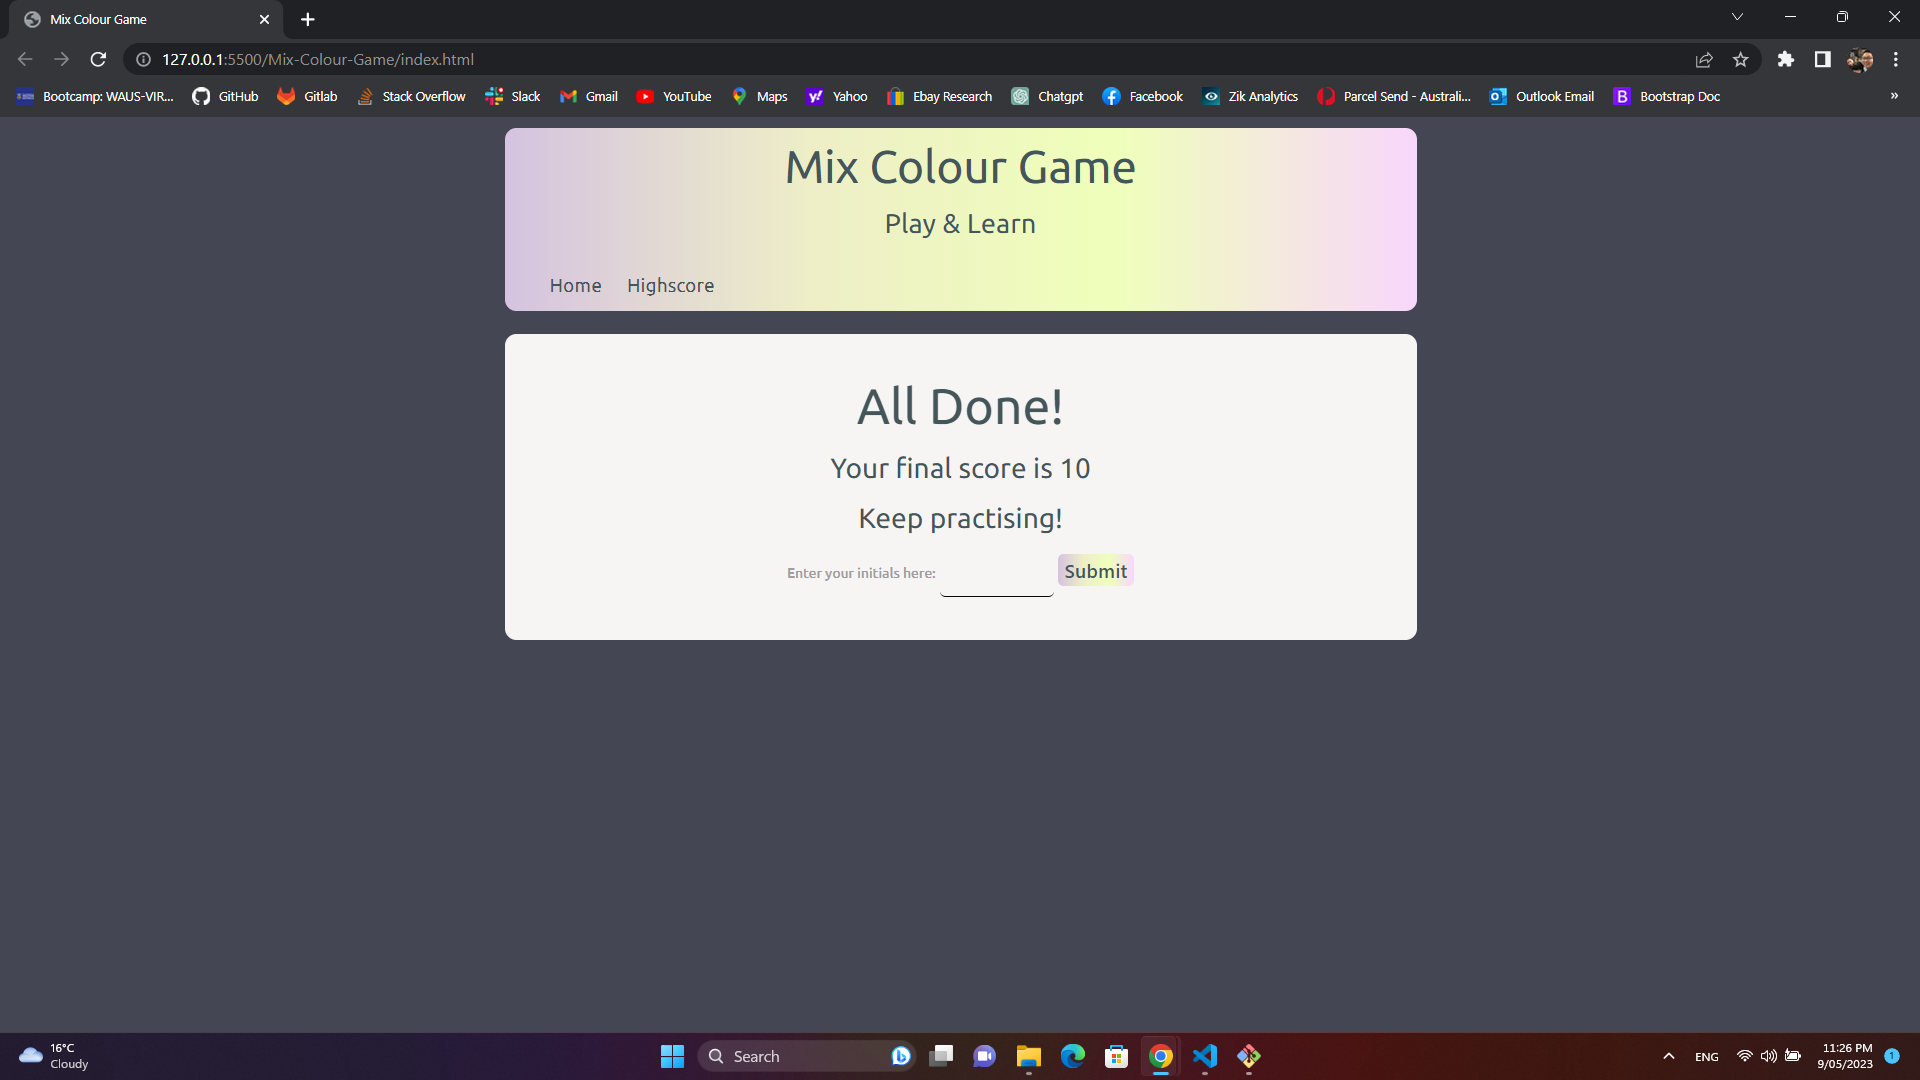 Mix Colour Game
127.0.0.1:5500/Mix-Colour-Game/index.html
Bootcamp: WAUS-VIR... GitHub Gitlab Stack Overflow Slack Gmail YouTube Maps Yahoo Ebay Research Chatgpt Facebook Zik Analytics Parcel Send - Australi... Outlook Email B Bootstrap Doc »
Mix Colour Game
Play & Learn
Home Highscore
All Done!
Your final score is 10
Keep practising!
Enter your initials here: Submit
16°C
Cloudy
Search
ENG
11:26 PM
9/05/2023
1